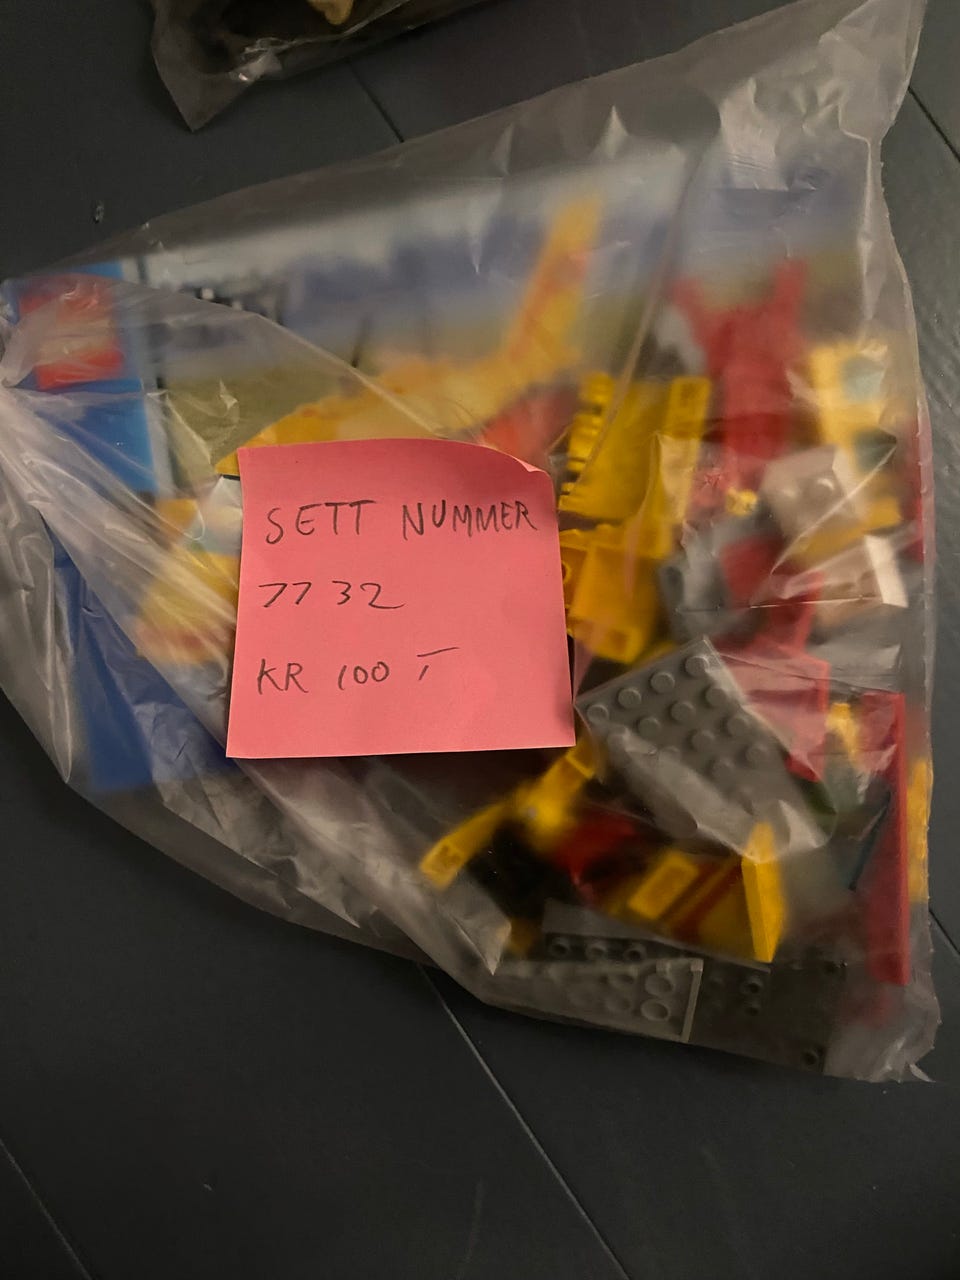 SETT NUMMER
7732
KR 100 -